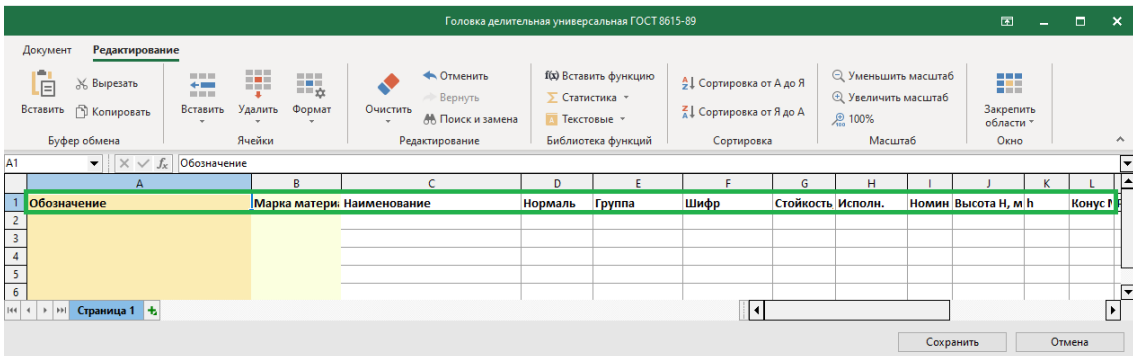 Головка делительная универсальная ГОСТ 8615-89
Документ Редактирование
Вставить Вырезать Копировать
Буфер обмена
Вставить Удалить Формат
Ячейки
Очистить Отменить Вернуть Поиск и замена
Редактирование
f(x) Вставить функцию Σ Статистика Текстовые
Библиотека функций
Сортировка от А до Я Сортировка от Я до А
Сортировка
Уменьшить масштаб Увеличить масштаб 100%
Масштаб
Закрепить области
Окно
A1 fx Обозначение
A B C D E F G H I J K L
1 Обозначение Марка матери Наименование Нормаль Группа Шифр Стойкость Исполн. Номин Высота Н, м h Конус
2
3
4
5
6
Страница 1
Сохранить Отмена